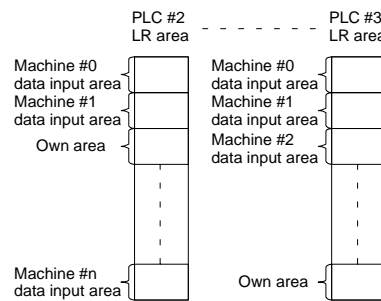 PLC #2
LR area
Machine #0
data input area
Machine #1
data input area
Own area
Machine #n
data input area
PLC #3
LR area
Machine #0
data input area
Machine #1
data input area
Machine #2
data input area
Own area